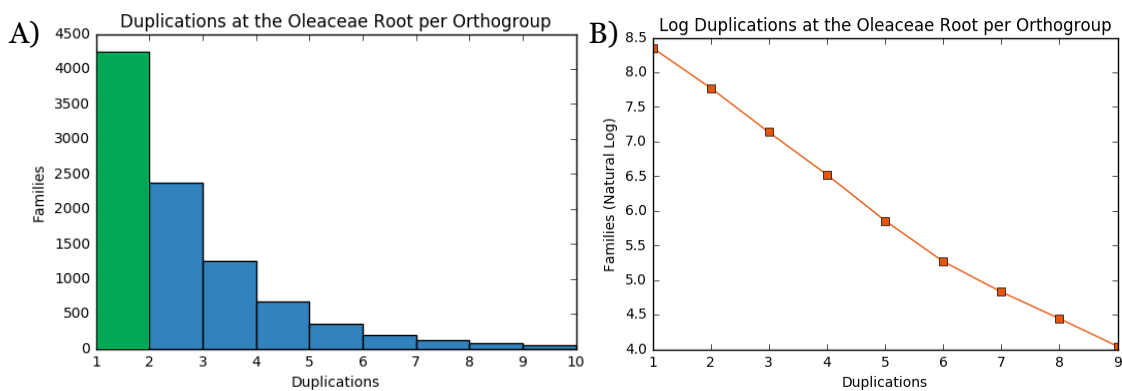 A)
Duplications at the Oleaceae Root per Orthogroup
4500
4000
3500
3000
2500
2000
1500
1000
500
0
Families
1 2 3 4 5 6 7 8 9 10
Duplications
B)
Log Duplications at the Oleaceae Root per Orthogroup
8.5
8.0
7.5
7.0
6.5
6.0
5.5
5.0
4.5
4.0
Families (Natural Log)
1 2 3 4 5 6 7 8 9
Duplications